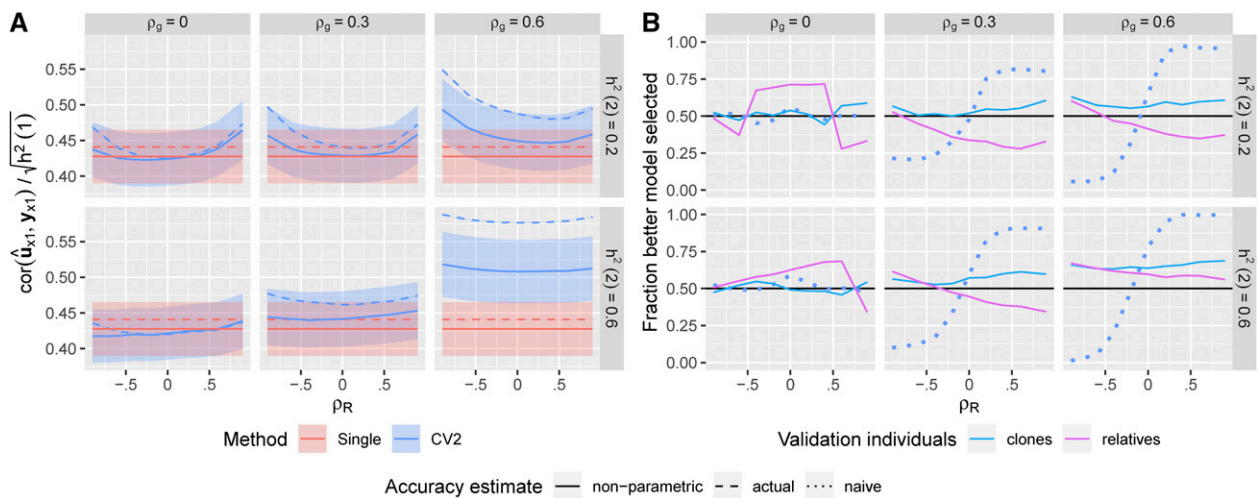 A
ρg = 0
ρg = 0.3
ρg = 0.6
cor(ûx1, yx1) / √h² (1)
0.55
0.50
0.45
0.40
h² (2) = 0.2
0.55
0.50
0.45
0.40
h² (2) = 0.6
−.5 0 .5
−.5 0 .5
−.5 0 .5
ρR
Method Single CV2
B
ρg = 0
ρg = 0.3
ρg = 0.6
Fraction better model selected
1.00
0.75
0.50
0.25
0.00
h² (2) = 0.2
1.00
0.75
0.50
0.25
0.00
h² (2) = 0.6
−.5 0 .5
−.5 0 .5
−.5 0 .5
ρR
Validation individuals clones relatives
Accuracy estimate non−parametric actual naive